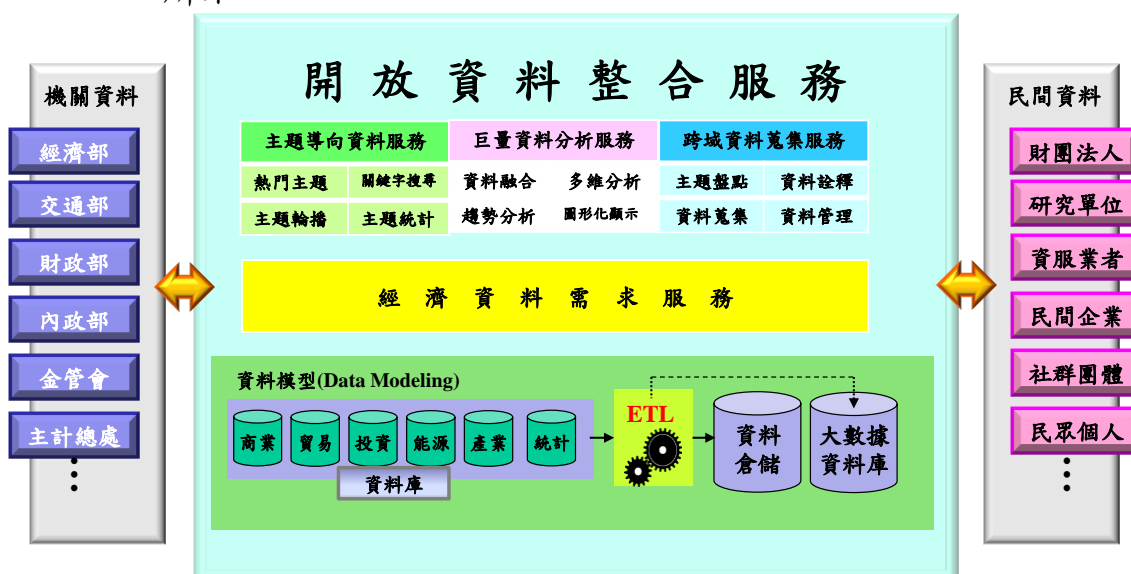 開放資料整合服務
機關資料
經濟部
交通部
財政部
內政部
金管會
主計總處
主題導向資料服務
熱門主題 關鍵字搜尋
主題輪播 主題統計
巨量資料分析服務
資料融合 多維分析
趨勢分析 圖形化顯示
跨域資料蒐集服務
主題盤點 資料詮釋
資料蒐集 資料管理
經濟資料需求服務
資料模型(Data Modeling)
商業 貿易 投資 能源 產業 統計
資料庫
ETL
資料
倉儲
大數據
資料庫
民間資料
財團法人
研究單位
資服業者
民間企業
社群團體
民眾個人